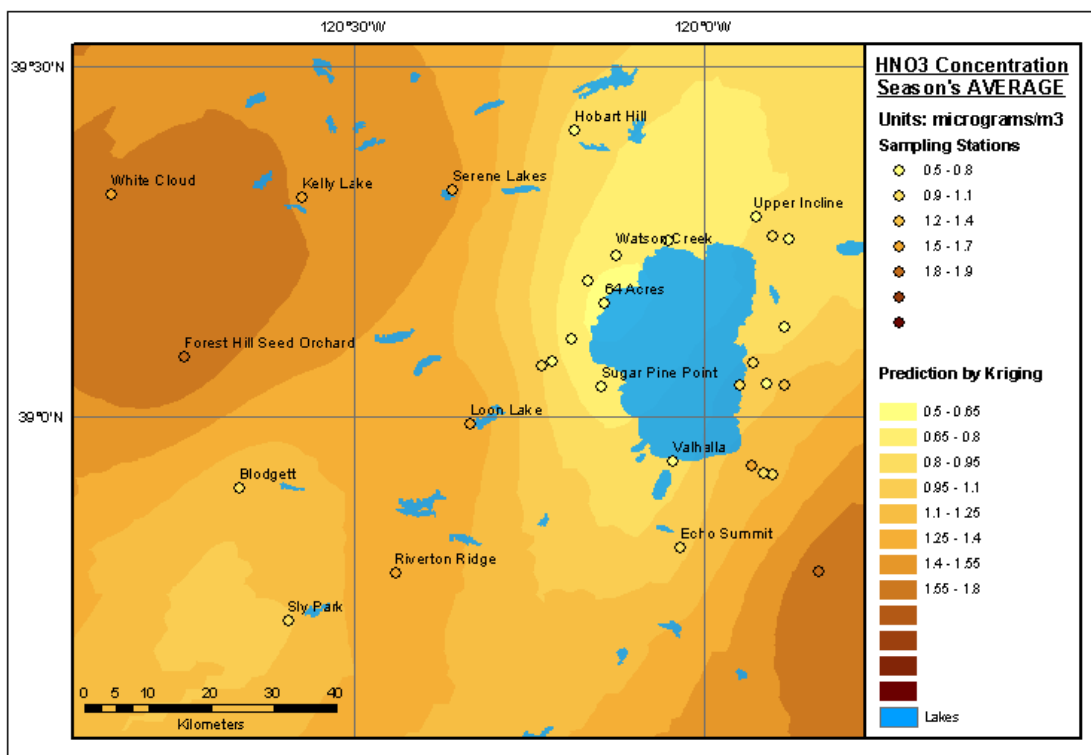 120°30'W
120°0'W
39°30'N
39°0'N
Hobart Hill
White Cloud
Kelly Lake
Serene Lakes
Upper Incline
Watson Creek
64 Acres
Forest Hill Seed Orchard
Sugar Pine Point
Loon Lake
Valhalla
Blodgett
Echo Summit
Riverton Ridge
Sly Park
0 5 10 20 30 40
Kilometers
HNO3 Concentration
Season's AVERAGE
Units: micrograms/m3
Sampling Stations
0.5 - 0.8
0.9 - 1.1
1.2 - 1.4
1.5 - 1.7
1.8 - 1.9
Prediction by Kriging
0.5 - 0.65
0.65 - 0.8
0.8 - 0.95
0.95 - 1.1
1.1 - 1.25
1.25 - 1.4
1.4 - 1.55
1.55 - 1.8
Lakes